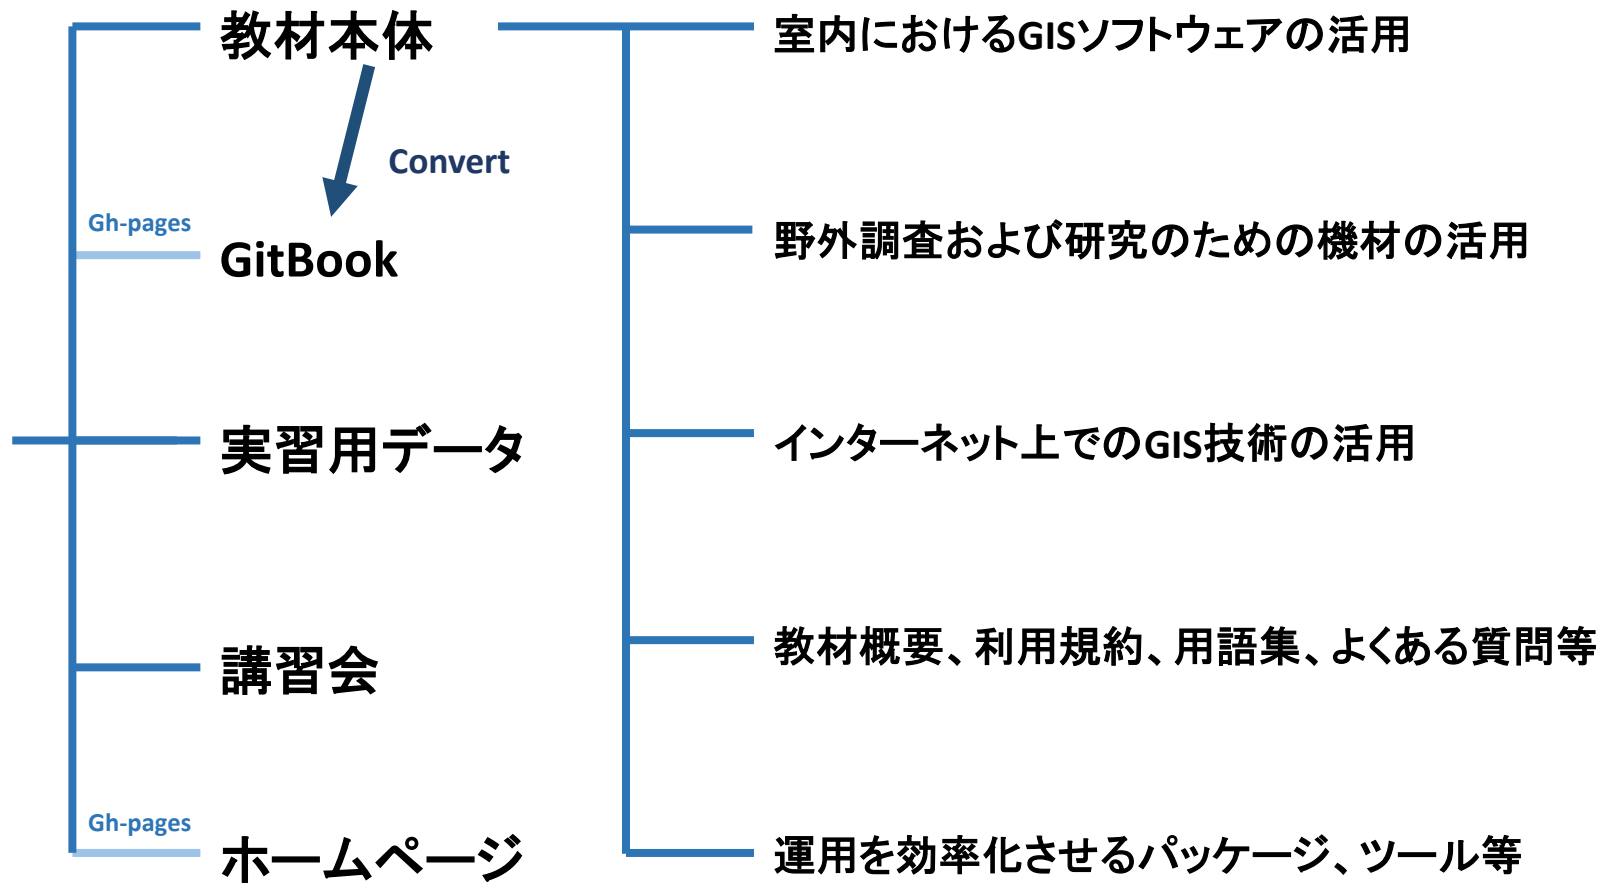 教材本体
Convert
Gh-pages
GitBook
実習用データ
講習会
Gh-pages
ホームページ
室内におけるGISソフトウェアの活用
野外調査および研究のための機材の活用
インターネット上でのGIS技術の活用
教材概要、利用規約、用語集、よくある質問等
運用を効率化させるパッケージ、ツール等